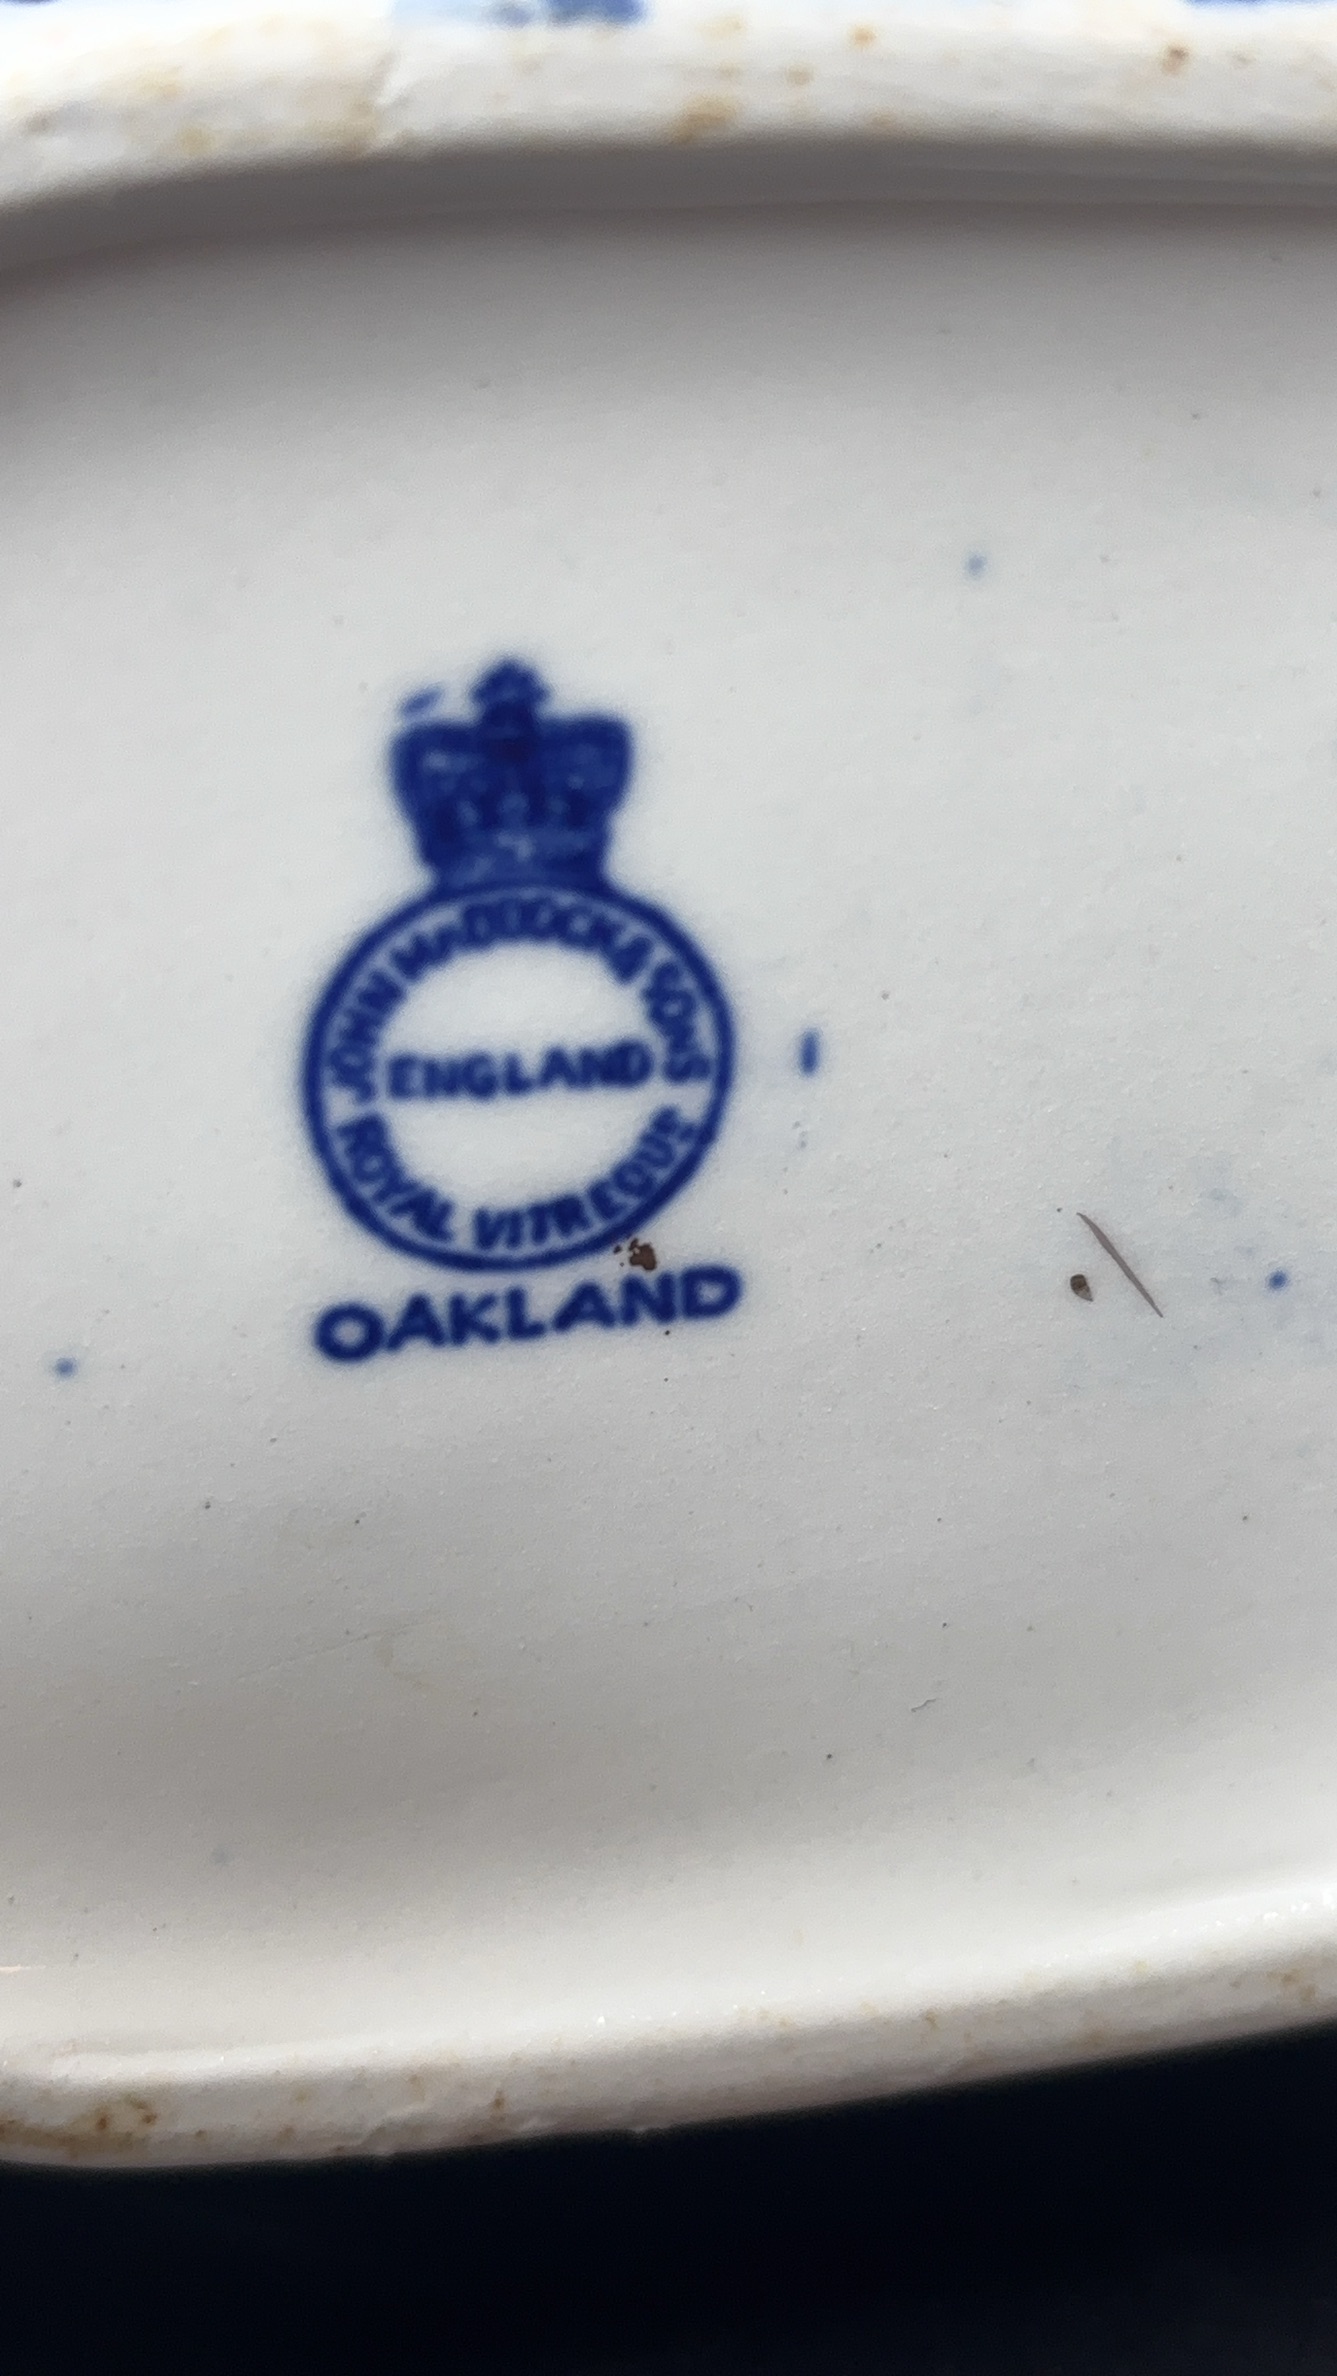 JOHN MADDOCK & SONS
ENGLAND
ROYAL VITREOUS
OAKLAND